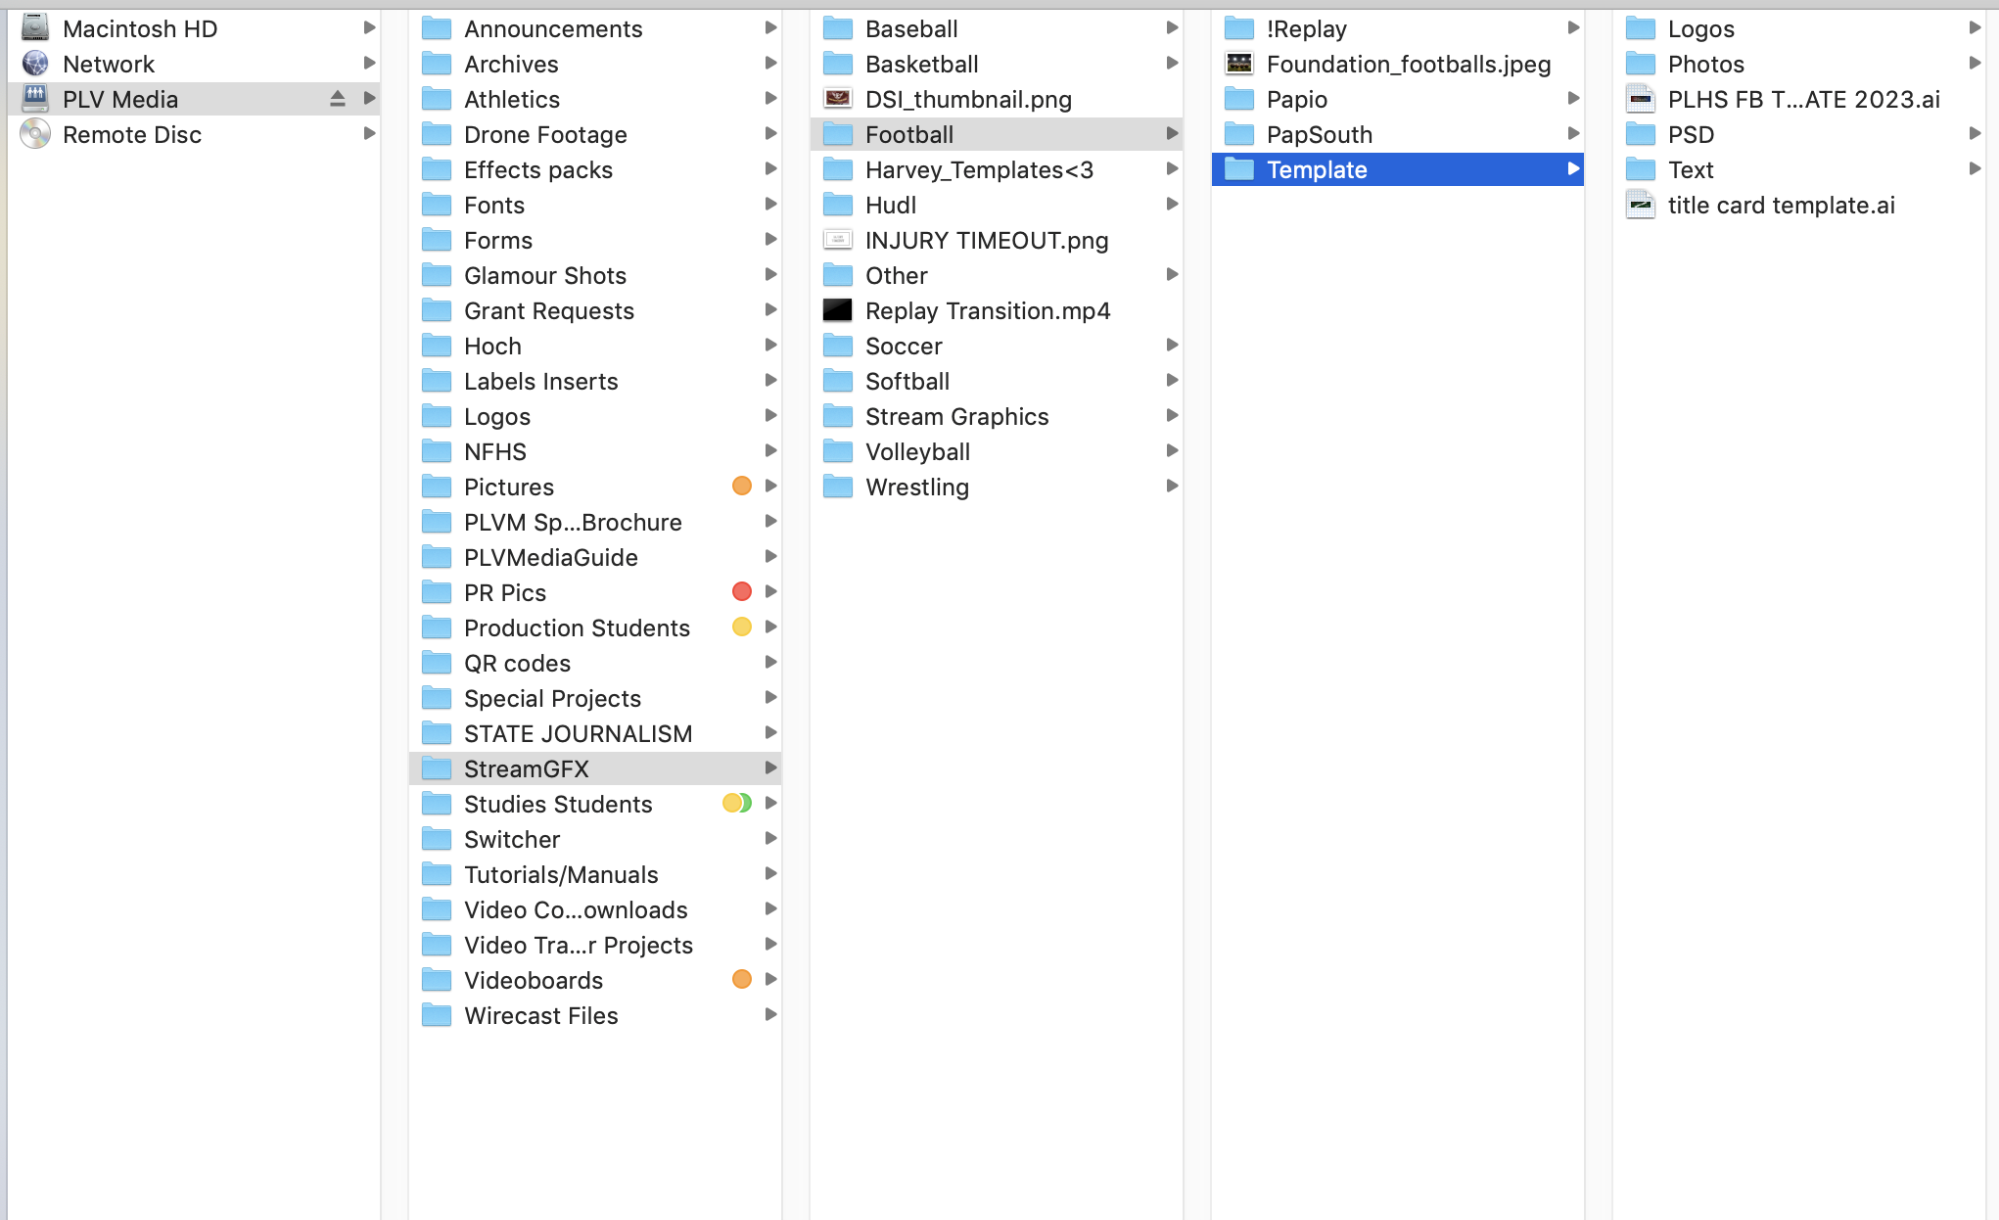 Macintosh HD
Network
PLV Media
Remote Disc
Announcements
Archives
Athletics
Drone Footage
Effects packs
Fonts
Forms
Glamour Shots
Grant Requests
Hoch
Labels Inserts
Logos
NFHS
Pictures
PLVM Sp...Brochure
PLVMediaGuide
PR Pics
Production Students
QR codes
Special Projects
STATE JOURNALISM
StreamGFX
Studies Students
Switcher
Tutorials/Manuals
Video Co...ownloads
Video Tra...r Projects
Videoboards
Wirecast Files
Baseball
Basketball
DSI_thumbnail.png
Football
Harvey_Templates<3
Hudl
INJURY TIMEOUT.png
Other
Replay Transition.mp4
Soccer
Softball
Stream Graphics
Volleyball
Wrestling
!Replay
Foundation_footballs.jpeg
Papio
PapSouth
Template
Logos
Photos
PLHS FB T...ATE 2023.ai
PSD
Text
title card template.ai